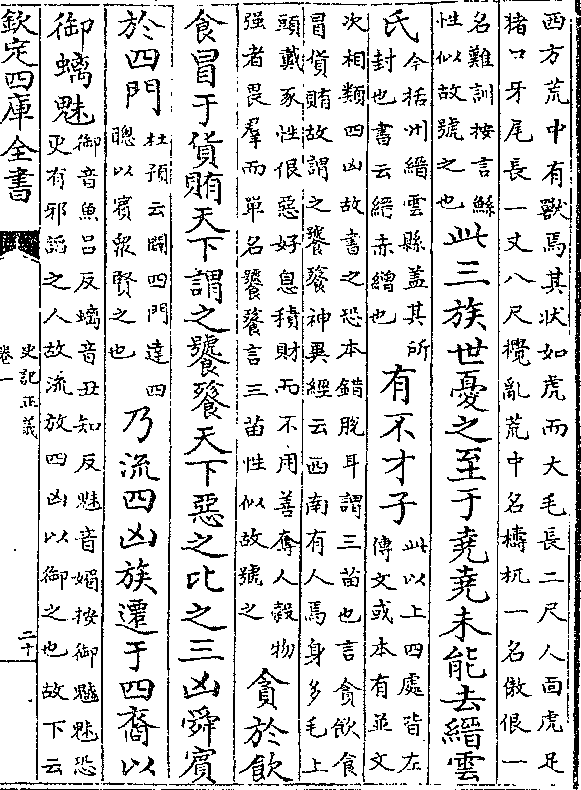 西方荒中有獸焉其狀如虎而大毛長二尺人面虎足
猪口牙尾長一丈八尺攪亂荒中名檮杌一名傲佷一
名難訓按言鯀
性似故號之也
此三族世憂之至于堯堯未能去縉雲
氏
今括州縉雲縣盖其所
封也書云縉赤繒也
有不才子
此以上四處皆左
傳文或本有並文
次相類四凶故書之恐本錯脫耳謂三苗也言貪飲食
冒貨賄故謂之饕餮神異經云西南有人焉身多毛上
頭戴豕性佷惡好息積財而不用善奪人榖物
强者畏羣而單名饕餮言三苗性似故號之
貪於飲
食冒于貨賄天下謂之饕餮天下惡之比之三凶舜賓
於四門
杜預云闢四門達四
聰以賓衆賢之也
乃流四凶族遷于四裔以
御螭魅
御音魚呂反螭音丑知反魅音媚按御魑魅恐
更有邪謟之人故流放四凶以御之也故下云
欽定四庫全書
史記正義
卷一
二十